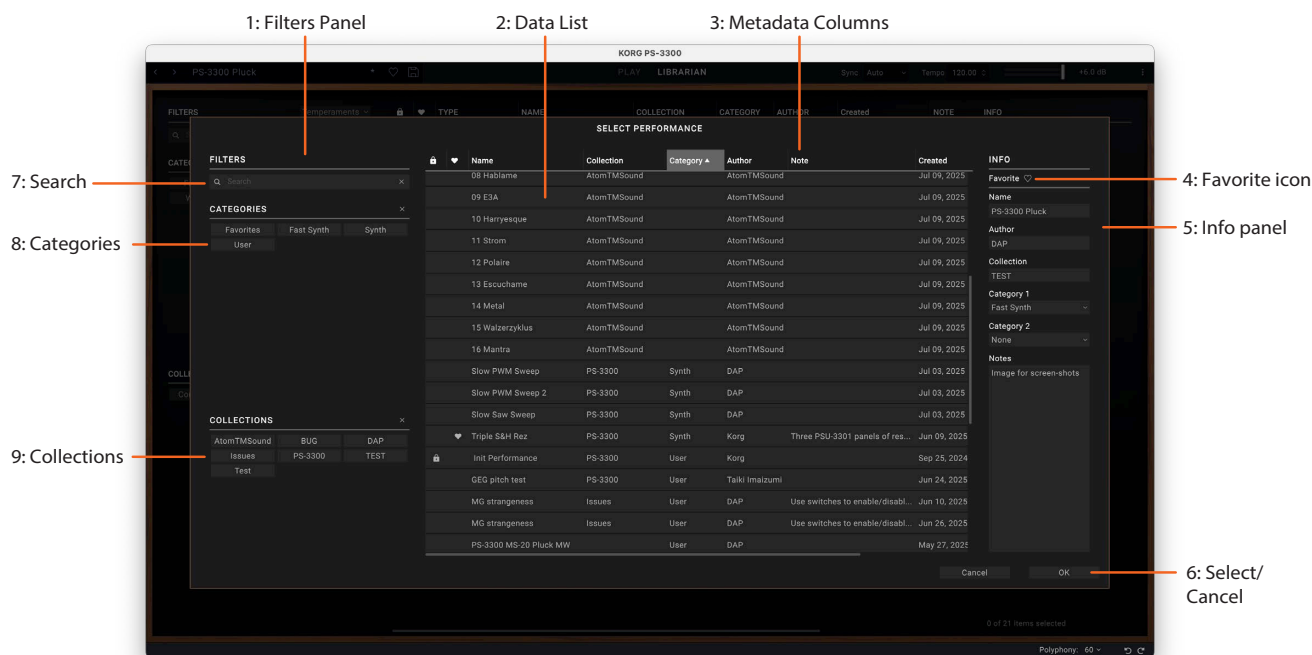 1: Filters Panel
2: Data List
3: Metadata Columns
KORG PS-3300
PS-3300 Pluck
PLAY LIBRARIAN
Sync Auto
Tempo 120.00
+6.0 dB
FILTERS
Temperaments
TYPE NAME COLLECTION CATEGORY AUTHOR Created NOTE INFO
SELECT PERFORMANCE
FILTERS
7: Search
Search
CATEGORIES
Favorites Fast Synth Synth
8: Categories
User
COLLECTIONS
AtomTMSound BUG DAP
9: Collections
Issues PS-3300 TEST
Test
Name Collection Category Author Note Created
08 Hablame AtomTMSound AtomTMSound Jul 09, 2025
09 E3A AtomTMSound AtomTMSound Jul 09, 2025
10 Harryesque AtomTMSound AtomTMSound Jul 09, 2025
11 Strom AtomTMSound AtomTMSound Jul 09, 2025
12 Polaire AtomTMSound AtomTMSound Jul 09, 2025
13 Escuchame AtomTMSound AtomTMSound Jul 09, 2025
14 Metal AtomTMSound AtomTMSound Jul 09, 2025
15 Walzerzyklus AtomTMSound AtomTMSound Jul 09, 2025
16 Mantra AtomTMSound AtomTMSound Jul 09, 2025
Slow PWM Sweep PS-3300 Synth DAP Jul 03, 2025
Slow PWM Sweep 2 PS-3300 Synth DAP Jul 03, 2025
Slow Saw Sweep PS-3300 Synth DAP Jul 03, 2025
Triple S&H Rez PS-3300 Synth Korg Three PSU-3301 panels of res... Jun 09, 2025
Init Performance PS-3300 User Korg Sep 25, 2024
GEG pitch test PS-3300 User Taiki Imaizumi Jun 24, 2025
MG strangeness Issues User DAP Use switches to enable/disabl... Jun 10, 2025
MG strangeness Issues User DAP Use switches to enable/disabl... Jun 26, 2025
PS-3300 MS-20 Pluck MW User DAP May 27, 2025
INFO
Favorite
4: Favorite icon
Name
PS-3300 Pluck
5: Info panel
Author
DAP
Collection
TEST
Category 1
Fast Synth
Category 2
None
Notes
Image for screen-shots
Cancel OK
6: Select/
Cancel
0 of 21 items selected
Polyphony: 60